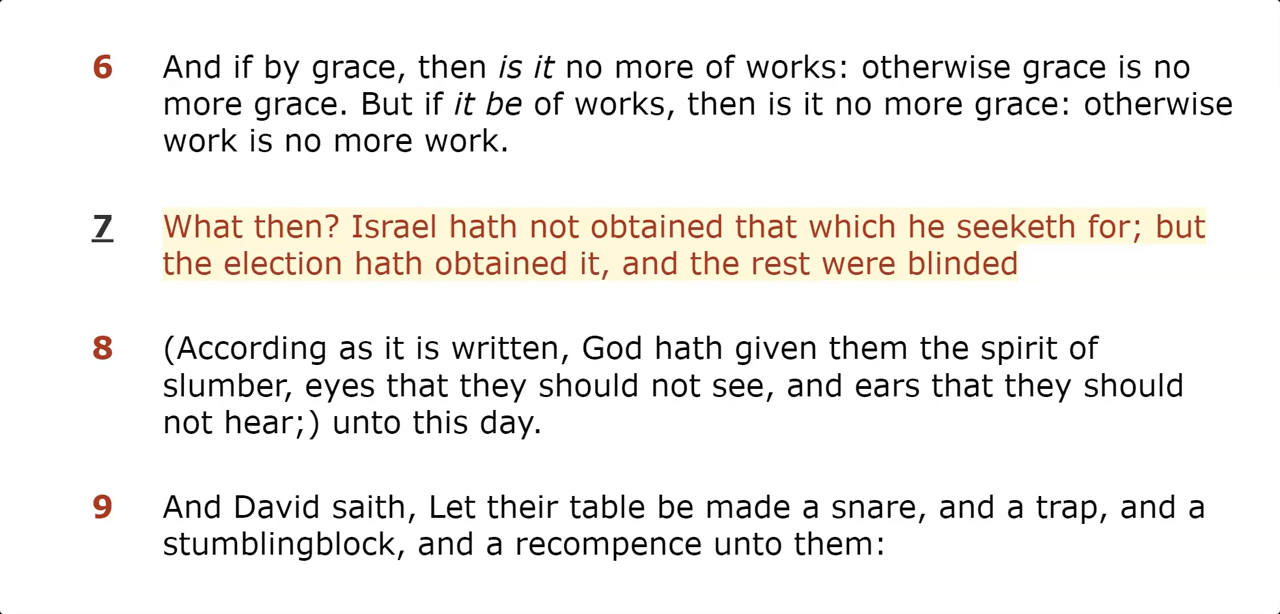 6 And if by grace, then is it no more of works: otherwise grace is no
more grace. But if it be of works, then is it no more grace: otherwise
work is no more work.
7 What then? Israel hath not obtained that which he seeketh for; but
the election hath obtained it, and the rest were blinded
8 (According as it is written, God hath given them the spirit of
slumber, eyes that they should not see, and ears that they should
not hear;) unto this day.
9 And David saith, Let their table be made a snare, and a trap, and a
stumblingblock, and a recompence unto them: